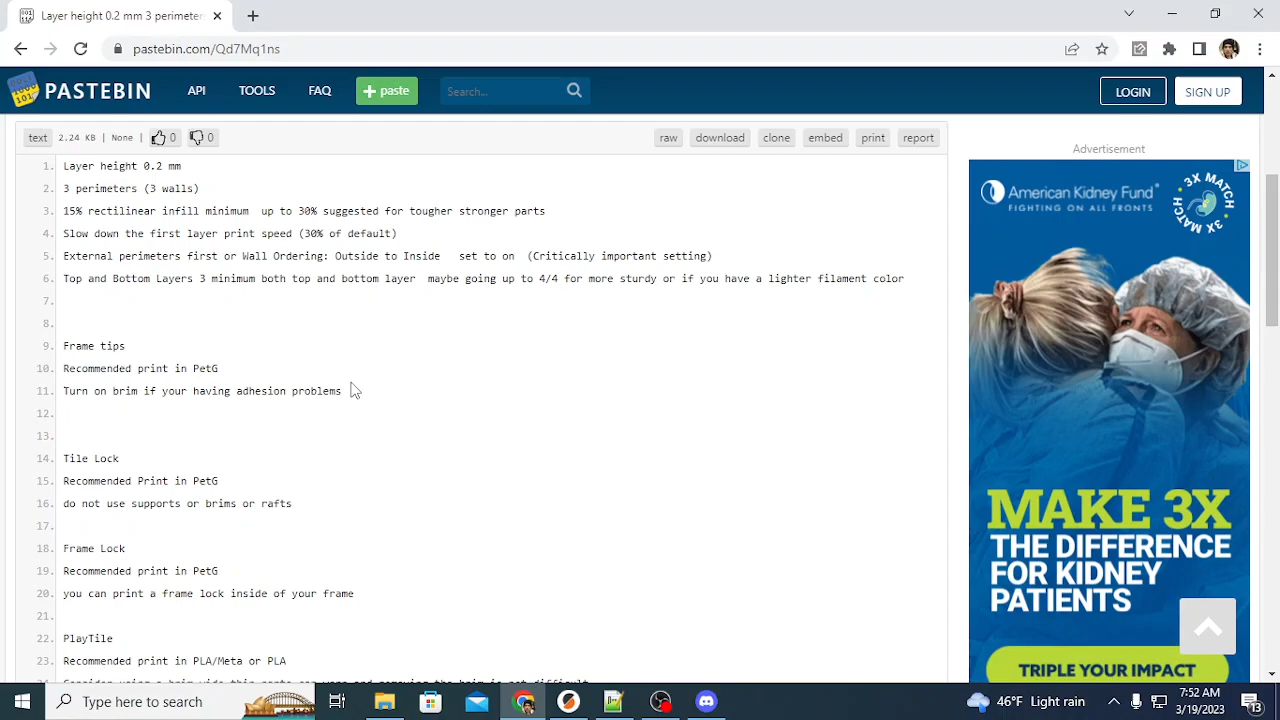 Layer height 0.2 mm 3 perimeter
pastebin.com/Qd7Mq1ns
PASTEBIN API TOOLS FAQ + paste Search... LOGIN SIGN UP
text 2.24 KB | None | 0 0 raw download clone embed print report
Advertisement
1. Layer height 0.2 mm
2. 3 perimeters (3 walls)
3. 15% rectilinear infill minimum  up to 30% suggested for tougher stronger parts
4. Slow down the first layer print speed (30% of default)
5. External perimeters first or Wall Ordering: Outside to Inside   set to on  (Critically important setting)
6. Top and Bottom Layers 3 minimum both top and bottom layer  maybe going up to 4/4 for more sturdy or if you have a lighter filament color
7.
8.
9. Frame tips
10. Recommended print in PetG
11. Turn on brim if your having adhesion problems
12.
13.
14. Tile Lock
15. Recommended Print in PetG
16. do not use supports or brims or rafts
17.
18. Frame Lock
19. Recommended print in PetG
20. you can print a frame lock inside of your frame
21.
22. PlayTile
23. Recommended print in PLA/Meta or PLA
American Kidney Fund®
FIGHTING ON ALL FRONTS
3X MATCH • 3X MATCH •
MAKE 3X
THE DIFFERENCE
FOR KIDNEY
PATIENTS
TRIPLE YOUR IMPACT
Type here to search
46°F Light rain
7:52 AM
3/19/2023
13